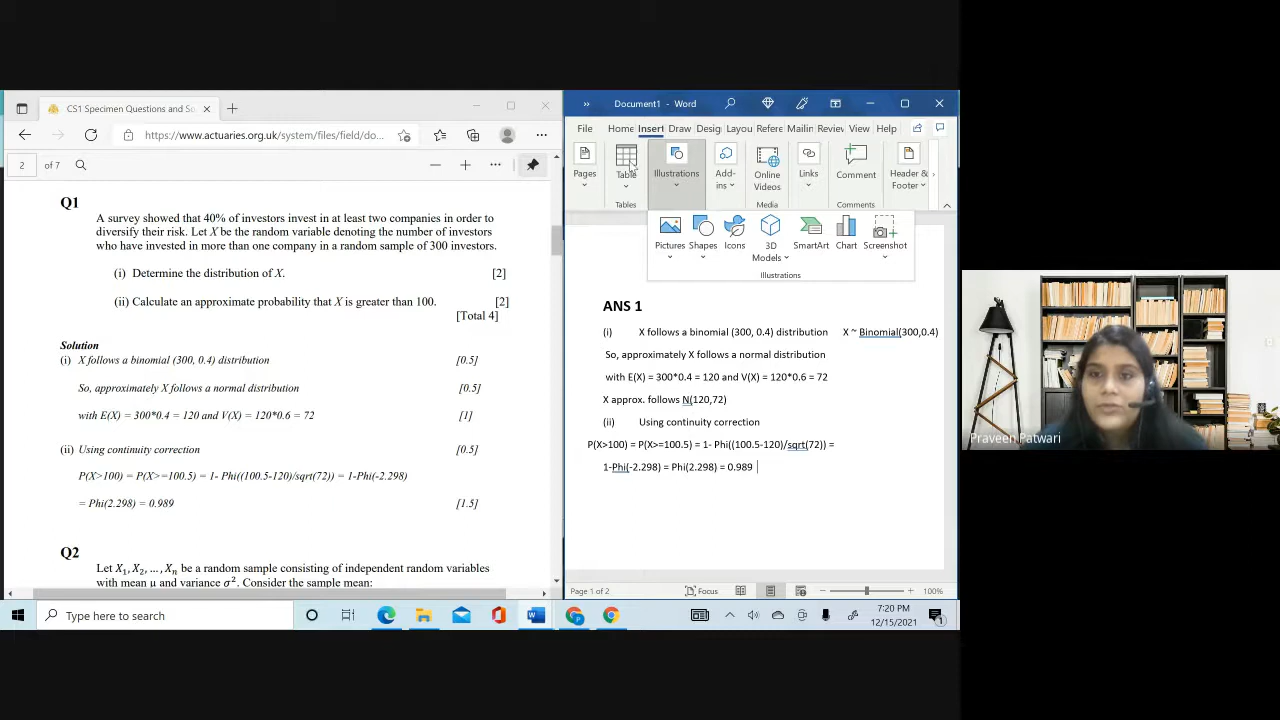 CS1 Specimen Questions and So
https://www.actuaries.org.uk/system/files/field/do...
2 of 7
Q1
A survey showed that 40% of investors invest in at least two companies in order to
diversify their risk. Let X be the random variable denoting the number of investors
who have invested in more than one company in a random sample of 300 investors.
(i) Determine the distribution of X. [2]
(ii) Calculate an approximate probability that X is greater than 100. [2]
[Total 4]
Solution
(i) X follows a binomial (300, 0.4) distribution [0.5]
So, approximately X follows a normal distribution [0.5]
with E(X) = 300*0.4 = 120 and V(X) = 120*0.6 = 72 [1]
(ii) Using continuity correction [0.5]
P(X>100) = P(X>=100.5) = 1- Phi((100.5-120)/sqrt(72)) = 1-Phi(-2.298)
= Phi(2.298) = 0.989 [1.5]
Q2
Let X1, X2, ..., Xn be a random sample consisting of independent random variables
with mean µ and variance σ². Consider the sample mean:
Document1 - Word
File Home Insert Draw Desig Layou Refere Mailin Review View Help
Pages Table Illustrations Add-ins Online Videos Links Comment Header & Footer
Tables Media
Pictures Shapes Icons 3D Models SmartArt Chart Screenshot
Illustrations
ANS 1
(i) X follows a binomial (300, 0.4) distribution X ~ Binomial(300,0.4)
So, approximately X follows a normal distribution
with E(X) = 300*0.4 = 120 and V(X) = 120*0.6 = 72
X approx. follows N(120,72)
(ii) Using continuity correction
P(X>100) = P(X>=100.5) = 1- Phi((100.5-120)/sqrt(72)) =
1-Phi(-2.298) = Phi(2.298) = 0.989
Page 1 of 2 Focus 100%
Type here to search
7:20 PM
12/15/2021
Praveen Patwari